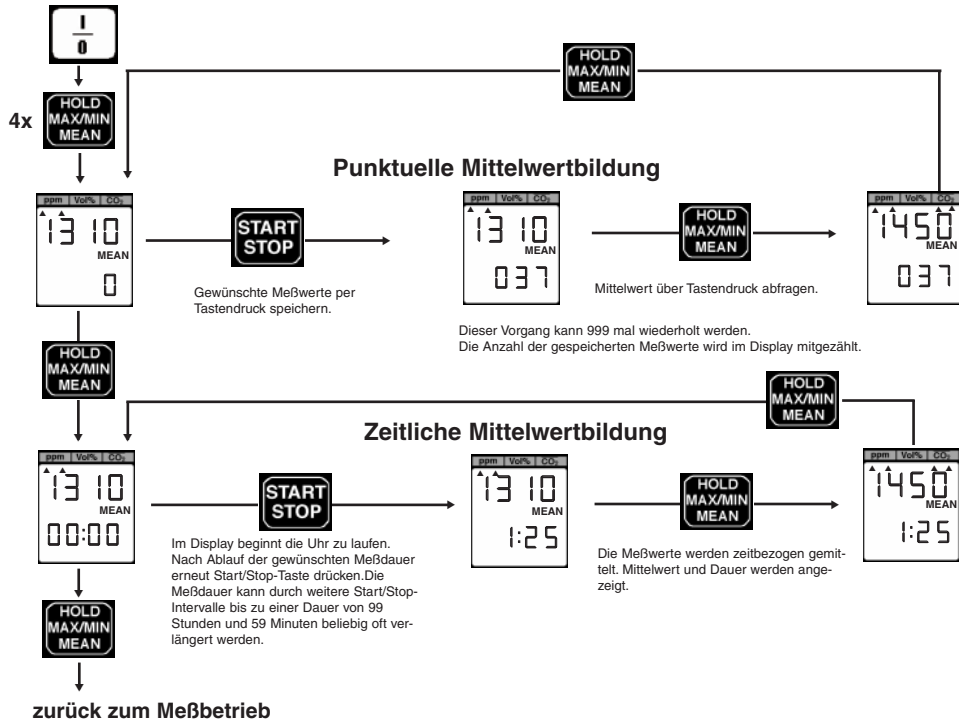 I
0
HOLD
MAX/MIN
MEAN
4x
HOLD
MAX/MIN
MEAN
Punktuelle Mittelwertbildung
ppm Vol% CO₂
1310
MEAN
0
START
STOP
Gewünschte Meßwerte per
Tastendruck speichern.
ppm Vol% CO₂
1310
MEAN
037
HOLD
MAX/MIN
MEAN
Mittelwert über Tastendruck abfragen.
ppm Vol% CO₂
1450
MEAN
037
Dieser Vorgang kann 999 mal wiederholt werden.
Die Anzahl der gespeicherten Meßwerte wird im Display mitgezählt.
HOLD
MAX/MIN
MEAN
HOLD
MAX/MIN
MEAN
Zeitliche Mittelwertbildung
ppm Vol% CO₂
1310
MEAN
00:00
START
STOP
Im Display beginnt die Uhr zu laufen.
Nach Ablauf der gewünschten Meßdauer
erneut Start/Stop-Taste drücken.Die
Meßdauer kann durch weitere Start/Stop-
Intervalle bis zu einer Dauer von 99
Stunden und 59 Minuten beliebig oft ver-
längert werden.
ppm Vol% CO₂
1310
MEAN
1:25
HOLD
MAX/MIN
MEAN
Die Meßwerte werden zeitbezogen gemit-
telt. Mittelwert und Dauer werden ange-
zeigt.
ppm Vol% CO₂
1450
MEAN
1:25
HOLD
MAX/MIN
MEAN
zurück zum Meßbetrieb